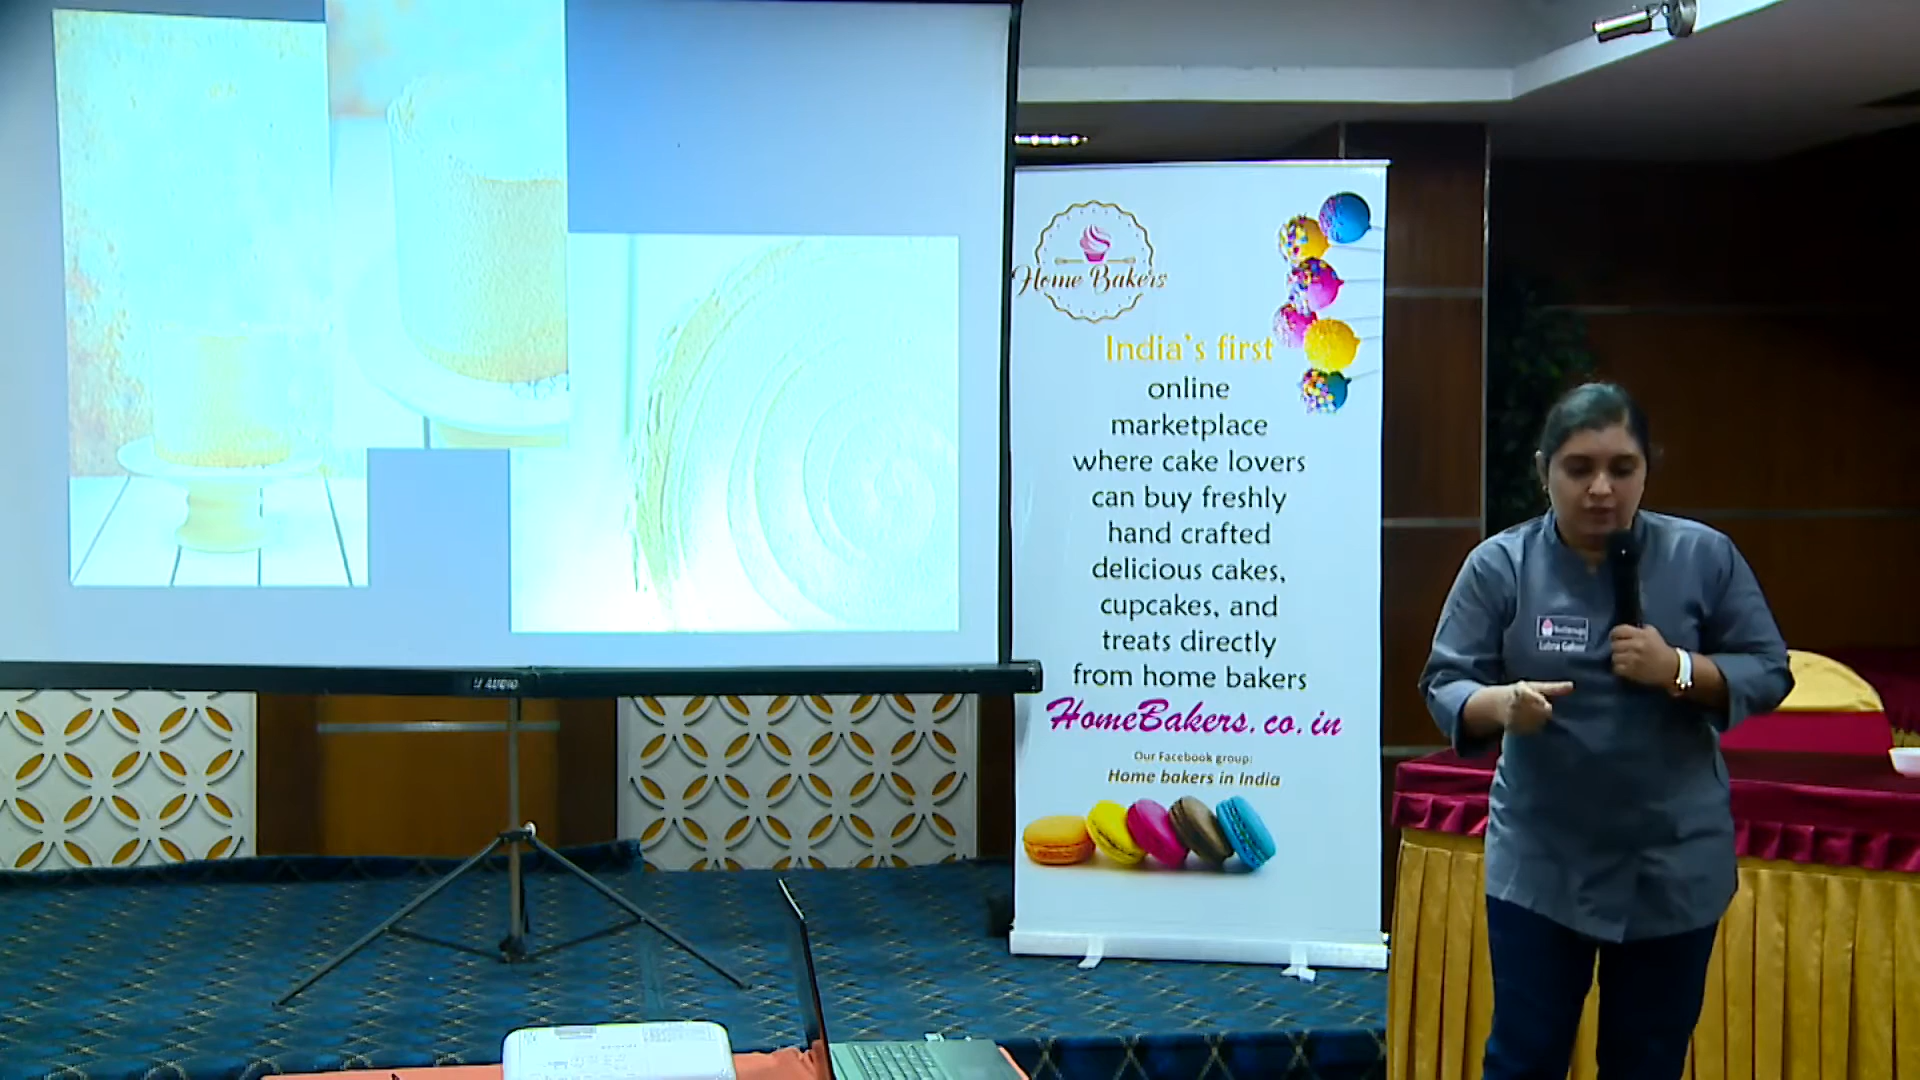 Home Bakers
India's first
online
marketplace
where cake lovers
can buy freshly
hand crafted
delicious cakes,
cupcakes, and
treats directly
from home bakers
HomeBakers.co.in
Our Facebook group:
Home bakers in India